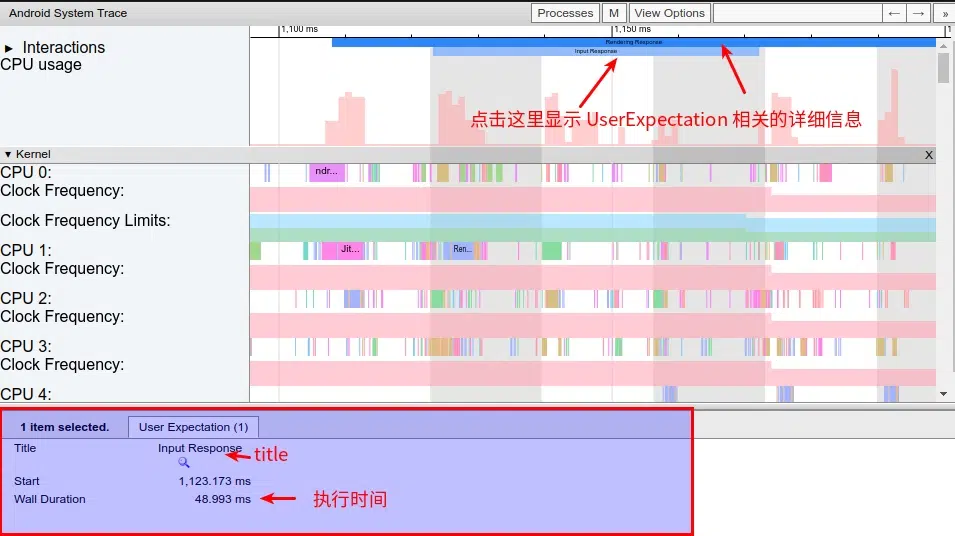 Android System Trace Processes M View Options ← → »
1,100 ms 1,150 ms 1
▶ Interactions Rendering Response
Input Response
CPU usage
点击这里显示 UserExpectation 相关的详细信息
▼ Kernel X
CPU 0: ndr...
Clock Frequency:
Clock Frequency Limits:
CPU 1: Jit... Ren...
Clock Frequency:
CPU 2:
Clock Frequency:
CPU 3:
Clock Frequency:
CPU 4:
1 item selected. User Expectation (1)
Title Input Response title
Start 1,123.173 ms
Wall Duration 48.993 ms 执行时间